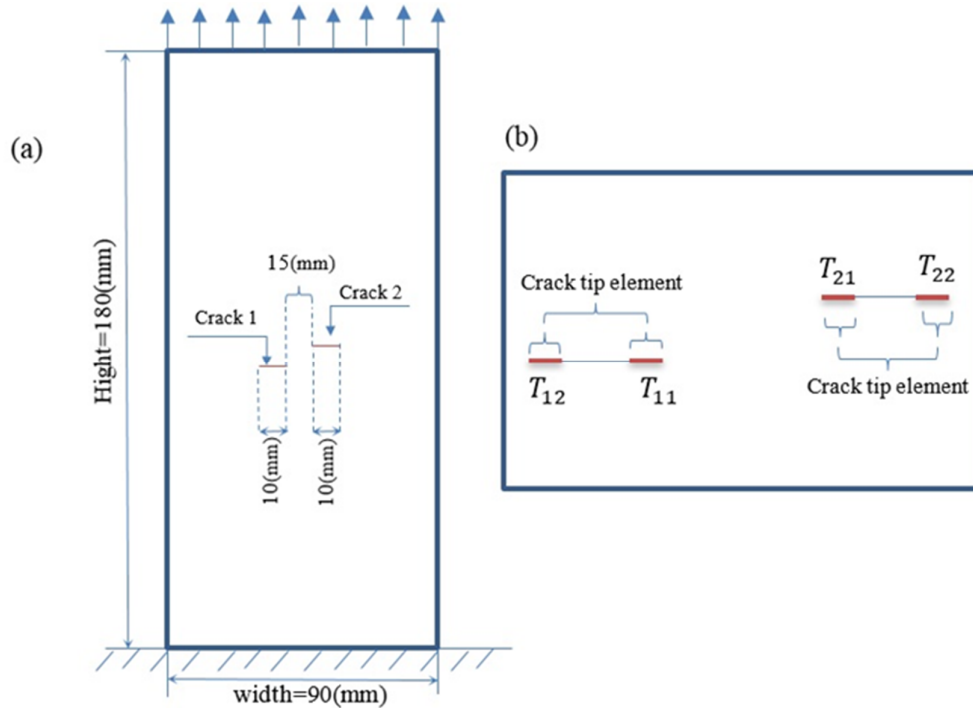 (a)
Hight=180(mm)
15(mm)
Crack 1
Crack 2
10(mm)
10(mm)
width=90(mm)
(b)
Crack tip element
T₁₂
T₁₁
T₂₁
T₂₂
Crack tip element